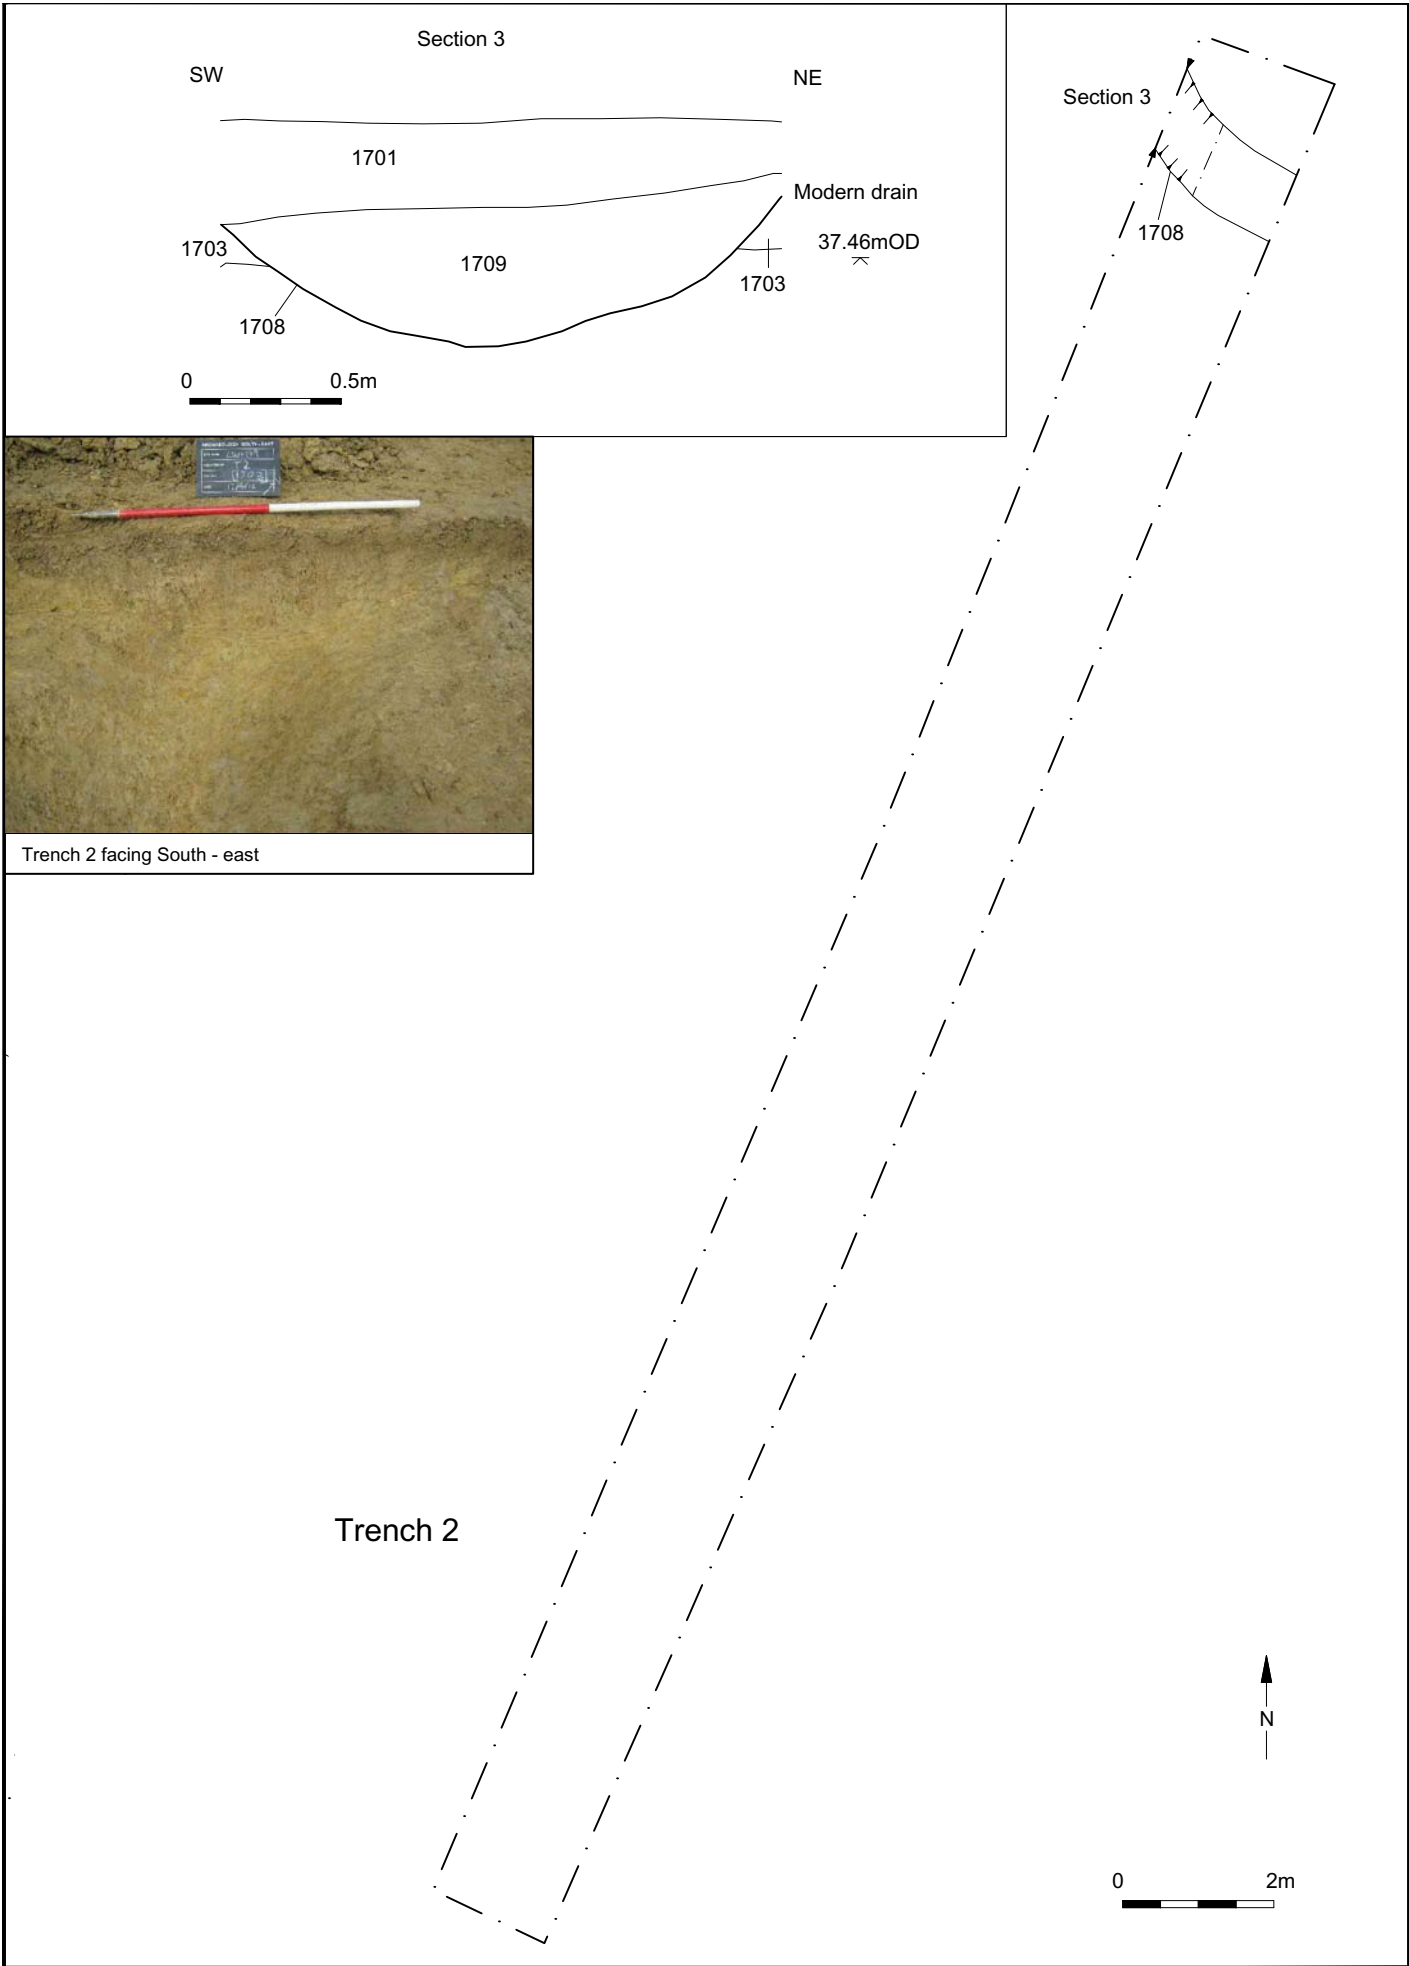 Section 3
SW
NE
1701
Modern drain
1703
37.46mOD
1709
1703
1708
0 0.5m
Section 3
1708
Trench 2 facing South - east
Trench 2
N
0 2m